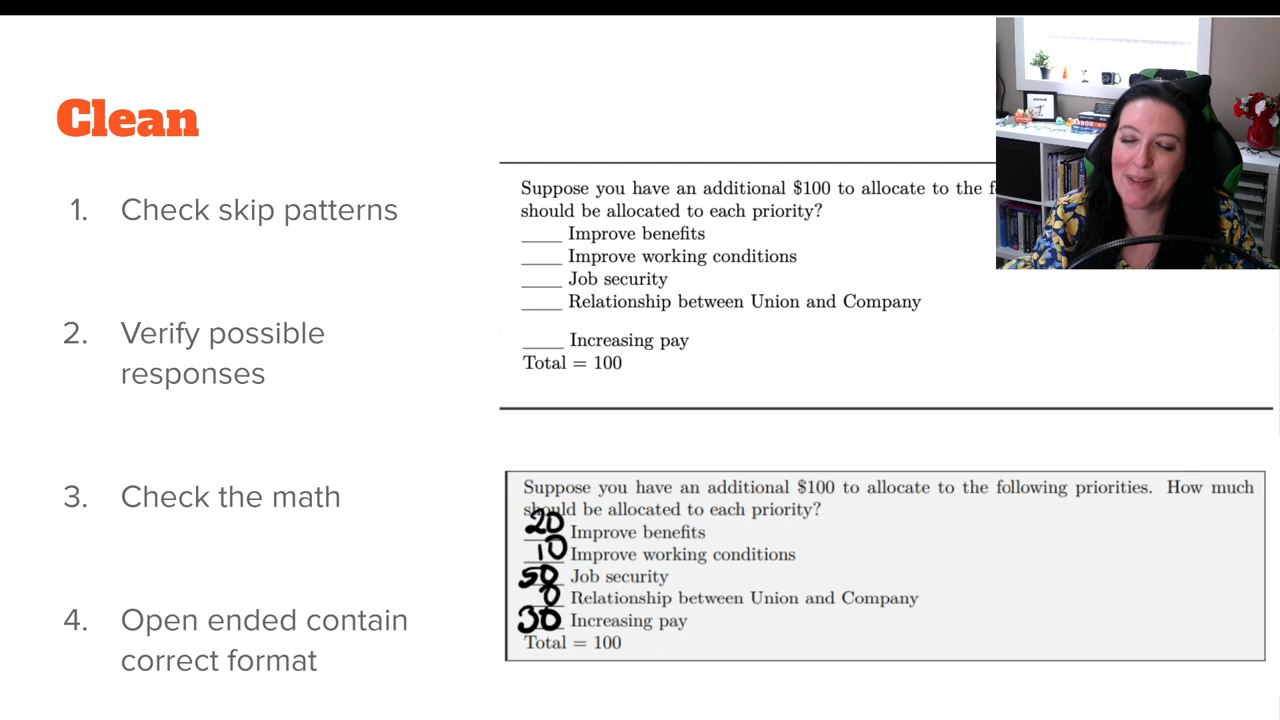 Clean
1. Check skip patterns
2. Verify possible
responses
3. Check the math
4. Open ended contain
correct format
Suppose you have an additional $100 to allocate to the f
should be allocated to each priority?
____ Improve benefits
____ Improve working conditions
____ Job security
____ Relationship between Union and Company
____ Increasing pay
Total = 100
Suppose you have an additional $100 to allocate to the following priorities. How much
should be allocated to each priority?
20 Improve benefits
10 Improve working conditions
50 Job security
0 Relationship between Union and Company
30 Increasing pay
Total = 100